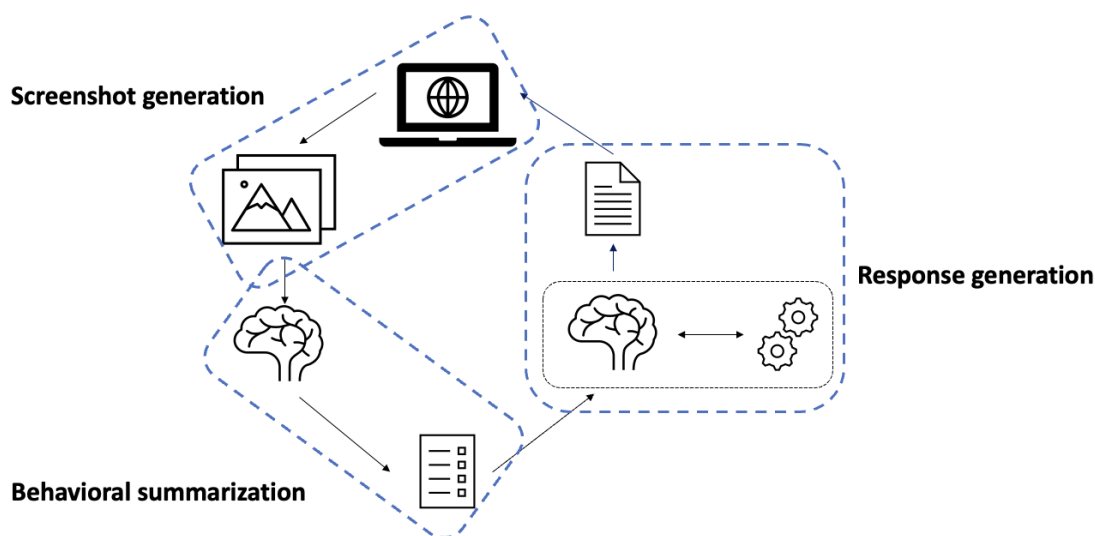 Screenshot generation
Response generation
Behavioral summarization